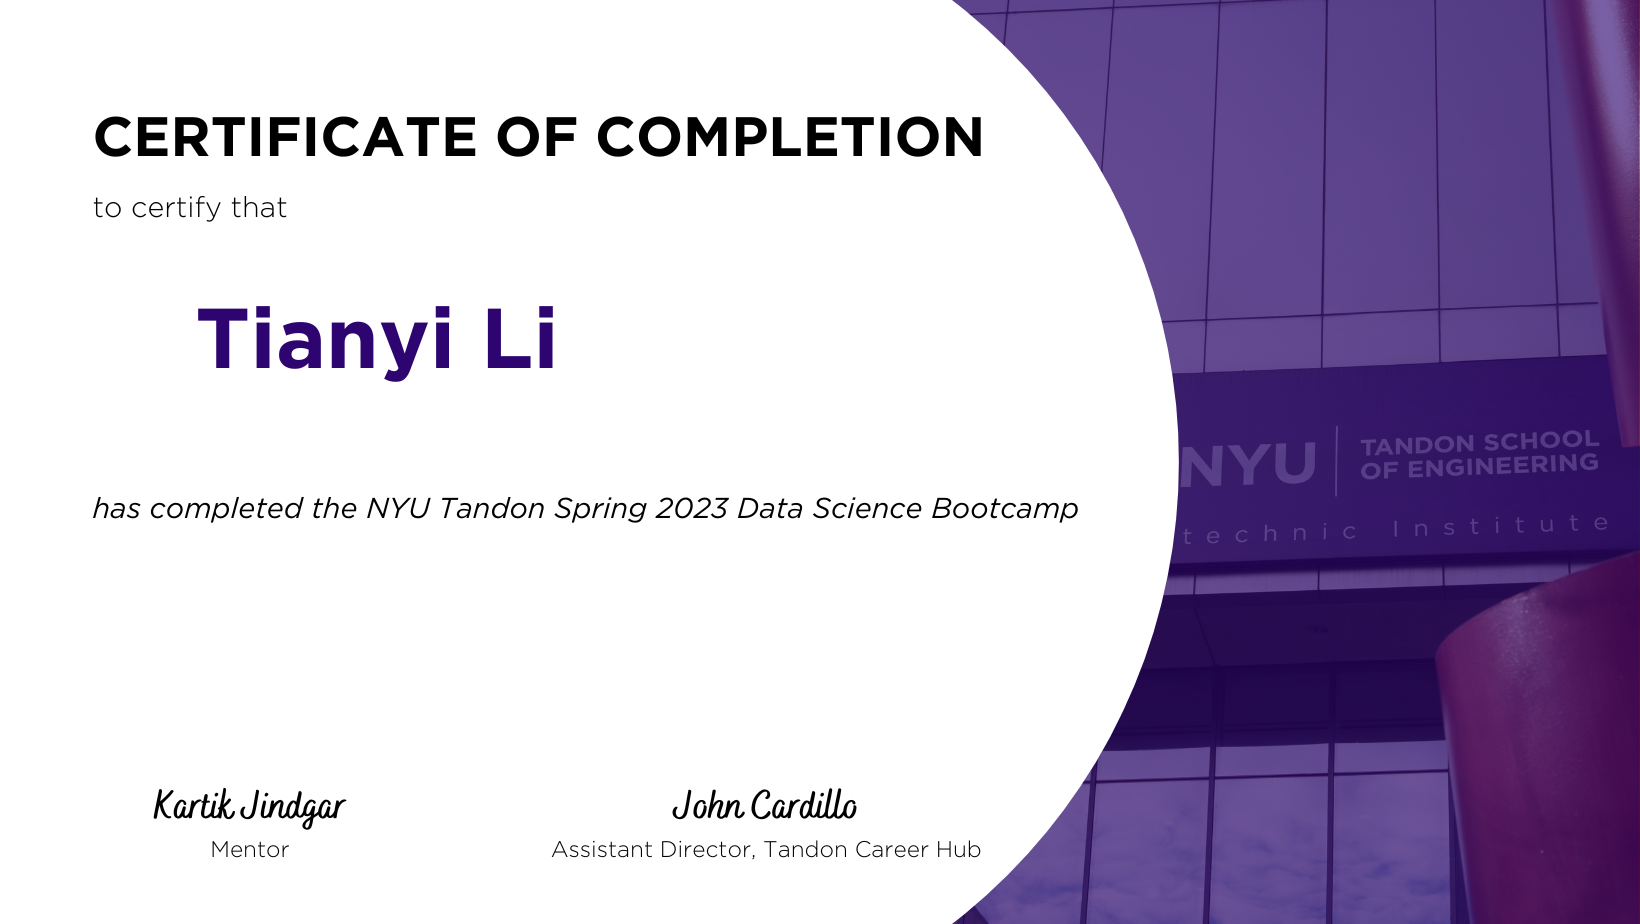 CERTIFICATE OF COMPLETION
to certify that
Tianyi Li
has completed the NYU Tandon Spring 2023 Data Science Bootcamp
Kartik Jindgar
Mentor
John Cardillo
Assistant Director, Tandon Career Hub
NYU
TANDON SCHOOL
OF ENGINEERING
technic Institute